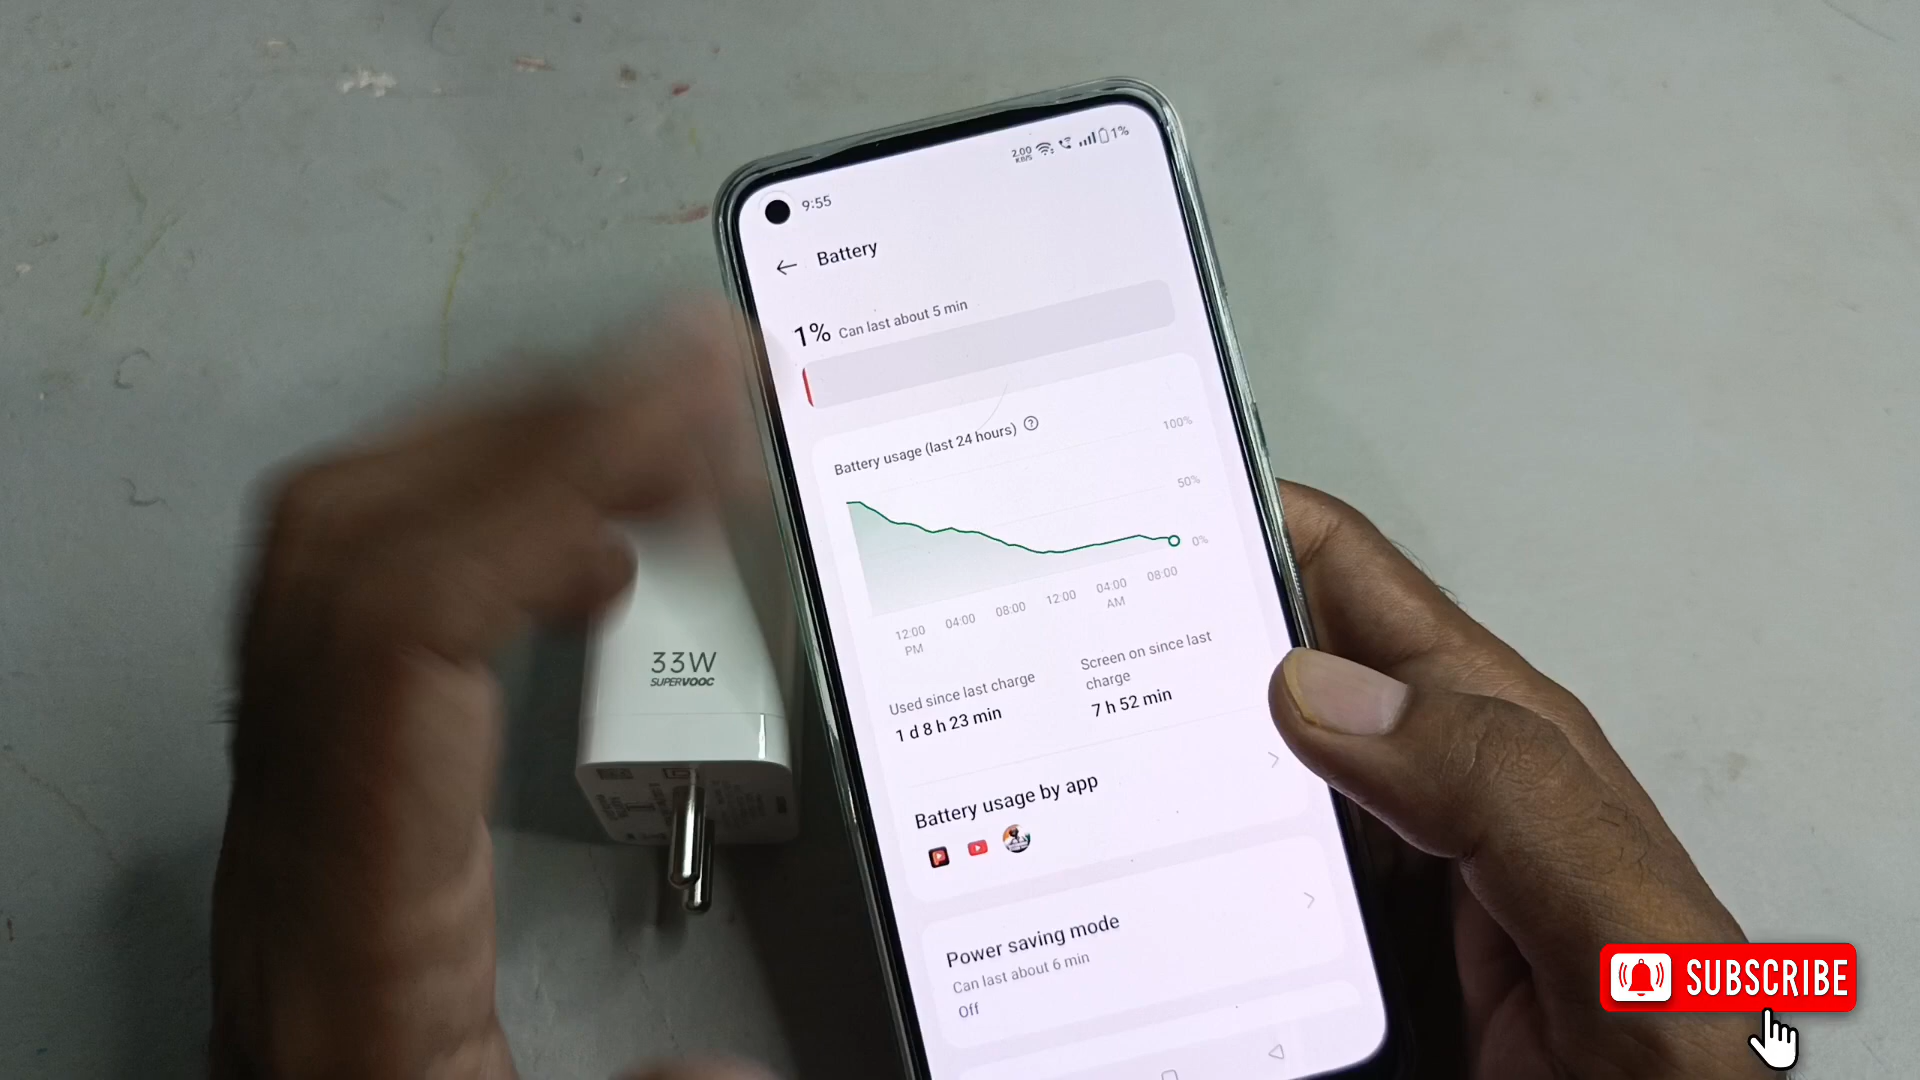 2.00
KB/S
1%
9:55
Battery
1% Can last about 5 min
Battery usage (last 24 hours) ?
100%
50%
0%
12:00 04:00 08:00 12:00 04:00 08:00
PM AM
Used since last charge
1 d 8 h 23 min
Screen on since last
charge
7 h 52 min
Battery usage by app
Power saving mode
Can last about 6 min
Off
33W
SUPERVOOC
SUBSCRIBE